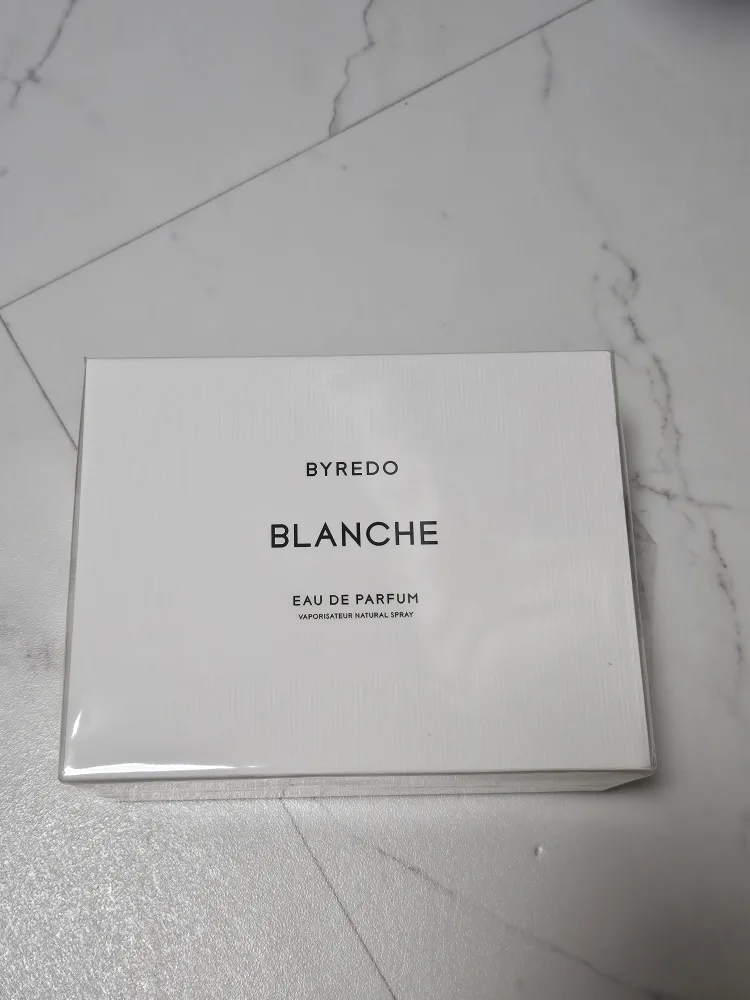 BYREDO
BLANCHE
EAU DE PARFUM
VAPORISATEUR NATURAL SPRAY